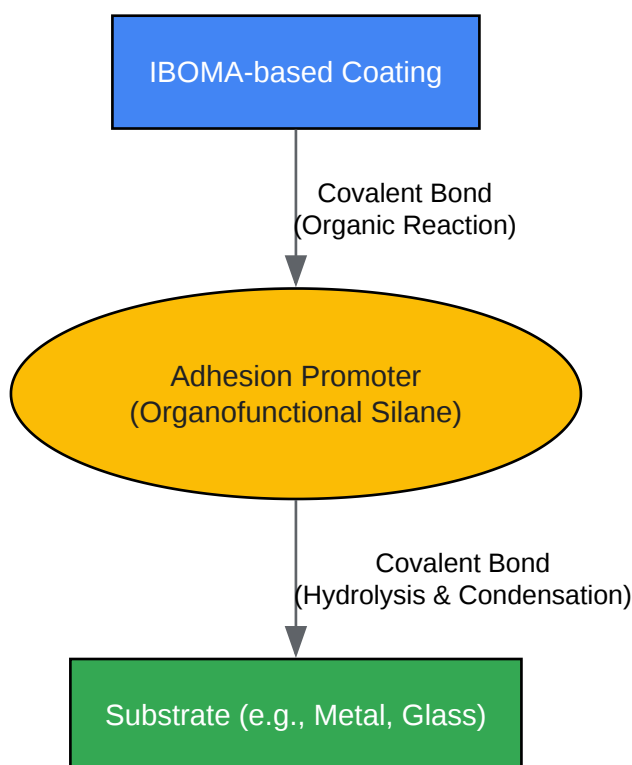 IBOMA-based Coating
Covalent Bond
(Organic Reaction)
Adhesion Promoter
(Organofunctional Silane)
Covalent Bond
(Hydrolysis & Condensation)
Substrate (e.g., Metal, Glass)